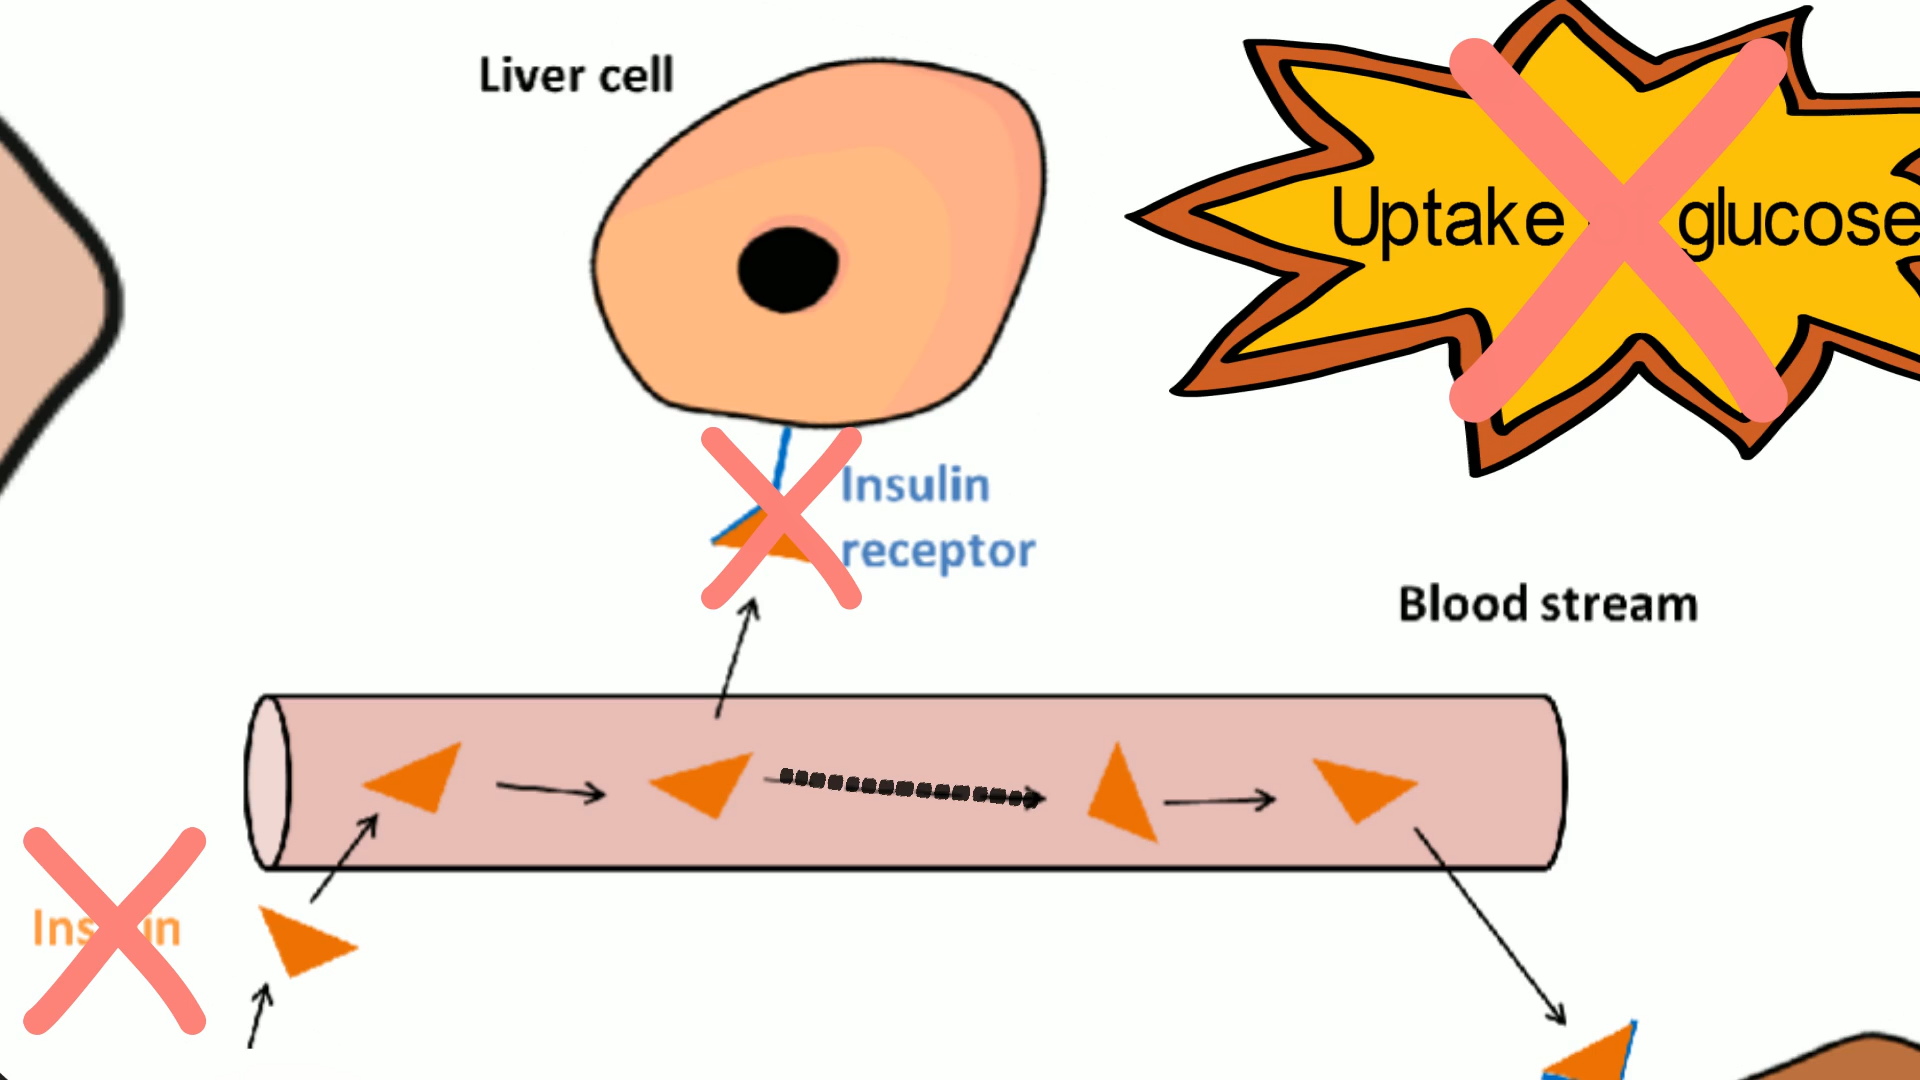 Liver cell
Uptake glucose
Insulin
receptor
Blood stream